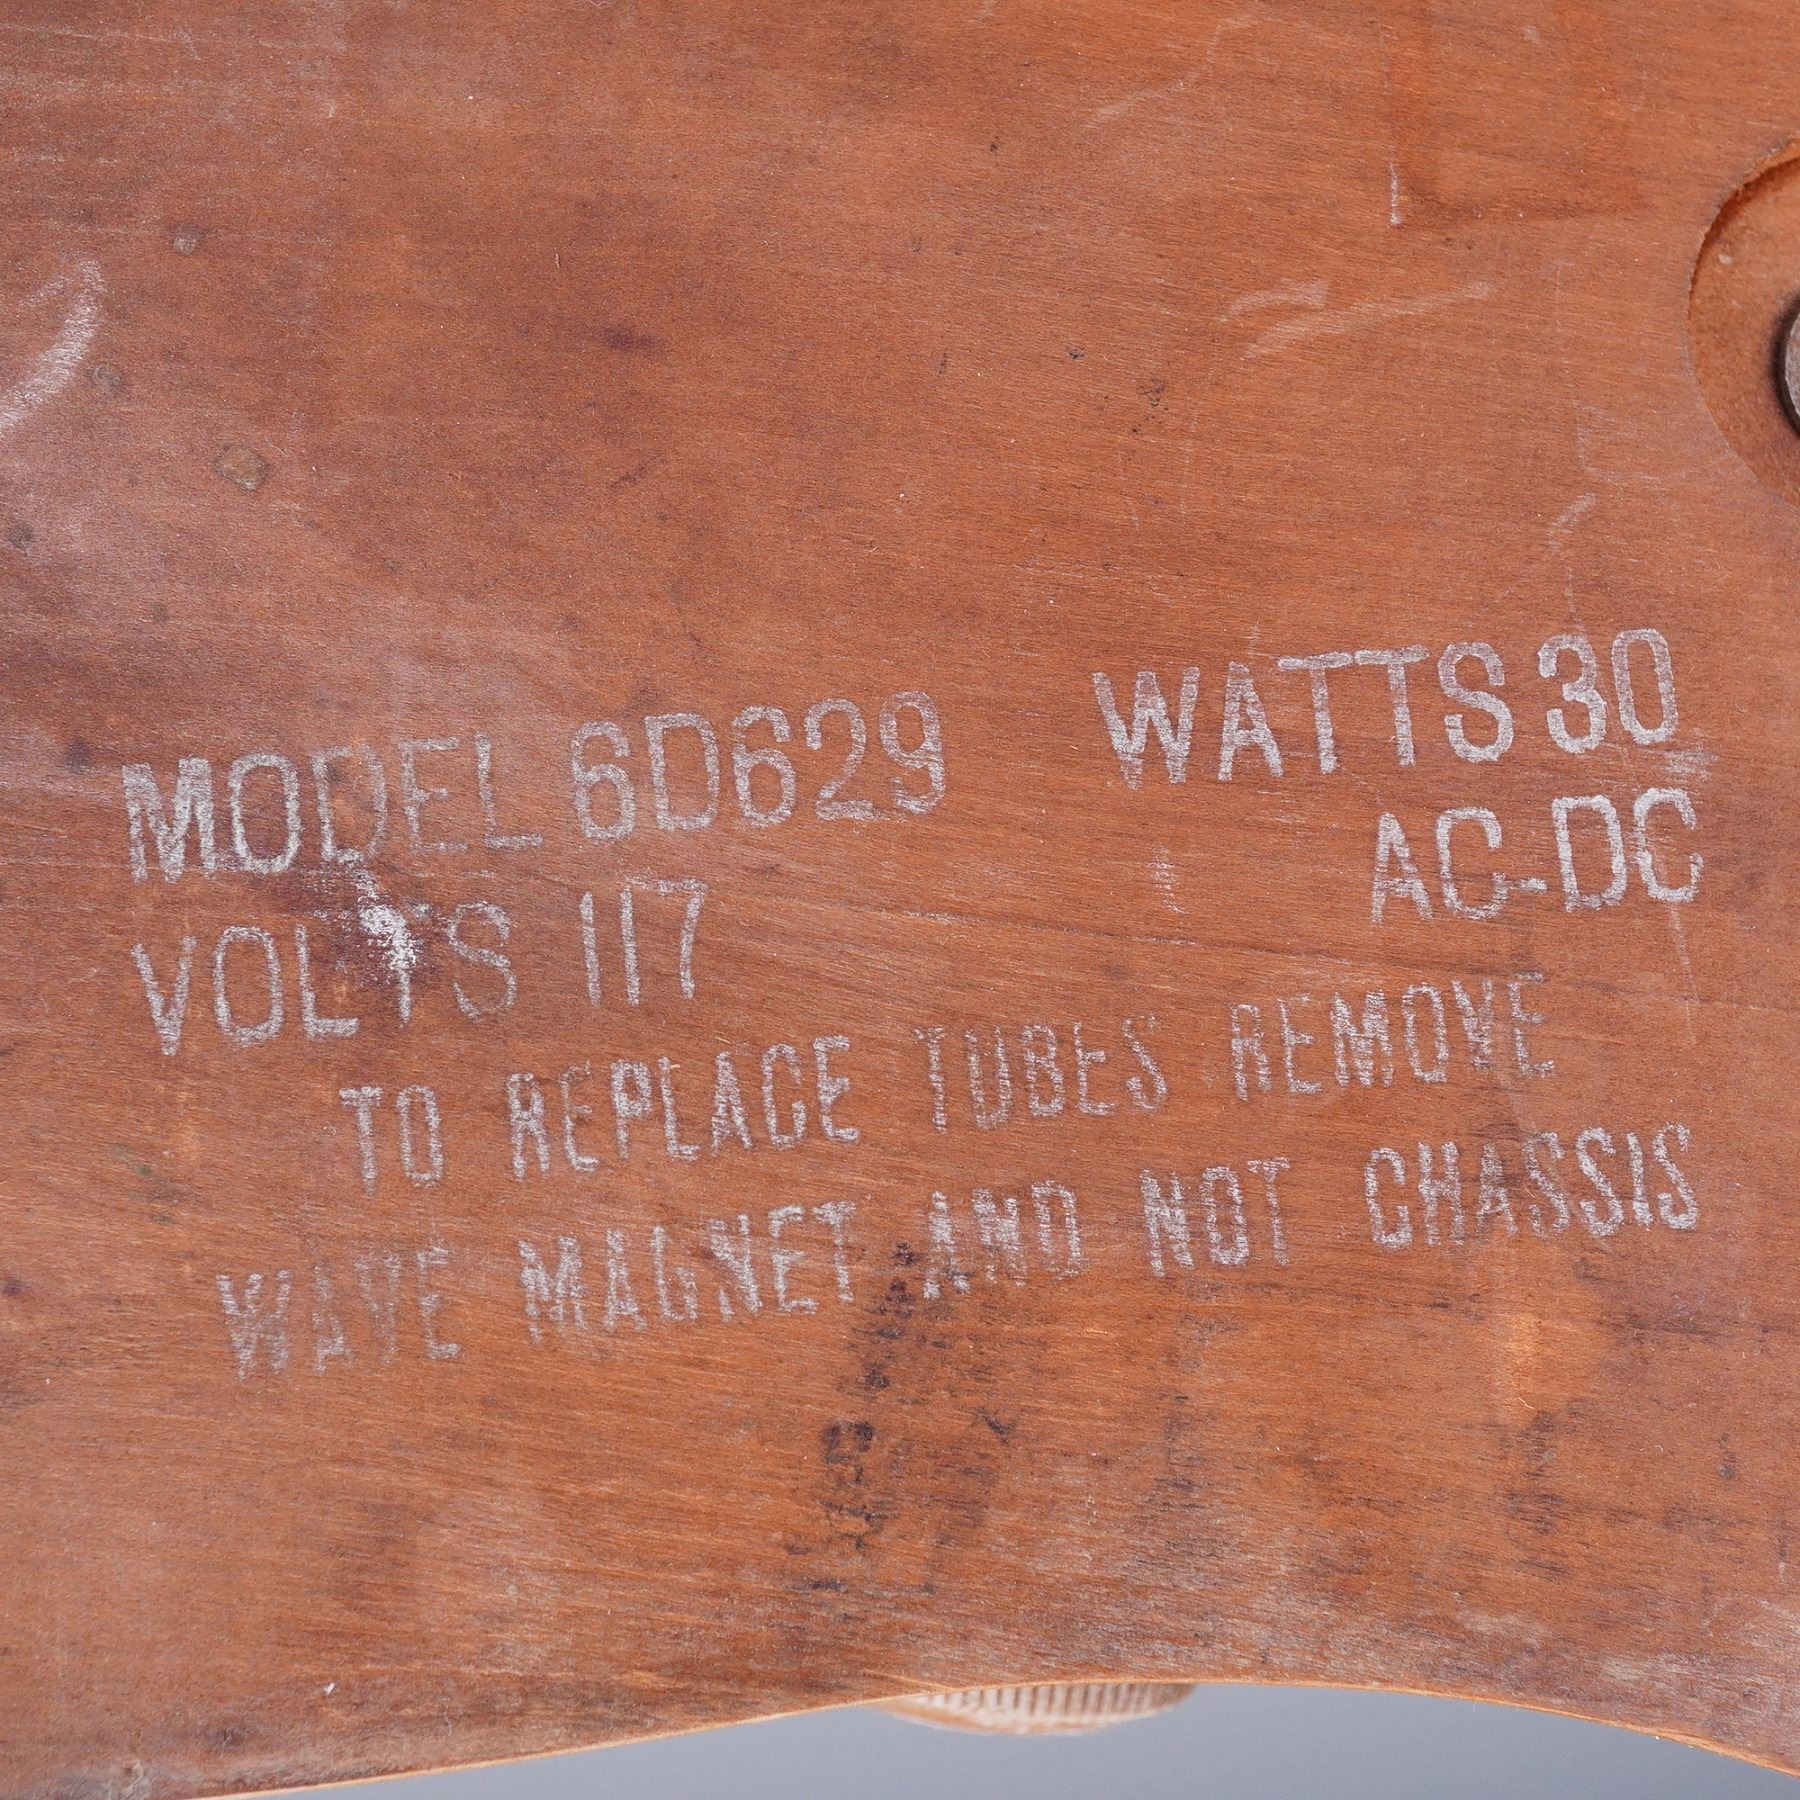 MODEL 6D629 WATTS 30
VOLTS 117 AC-DC
TO REPLACE TUBES REMOVE
WAVE MAGNET AND NOT CHASSIS